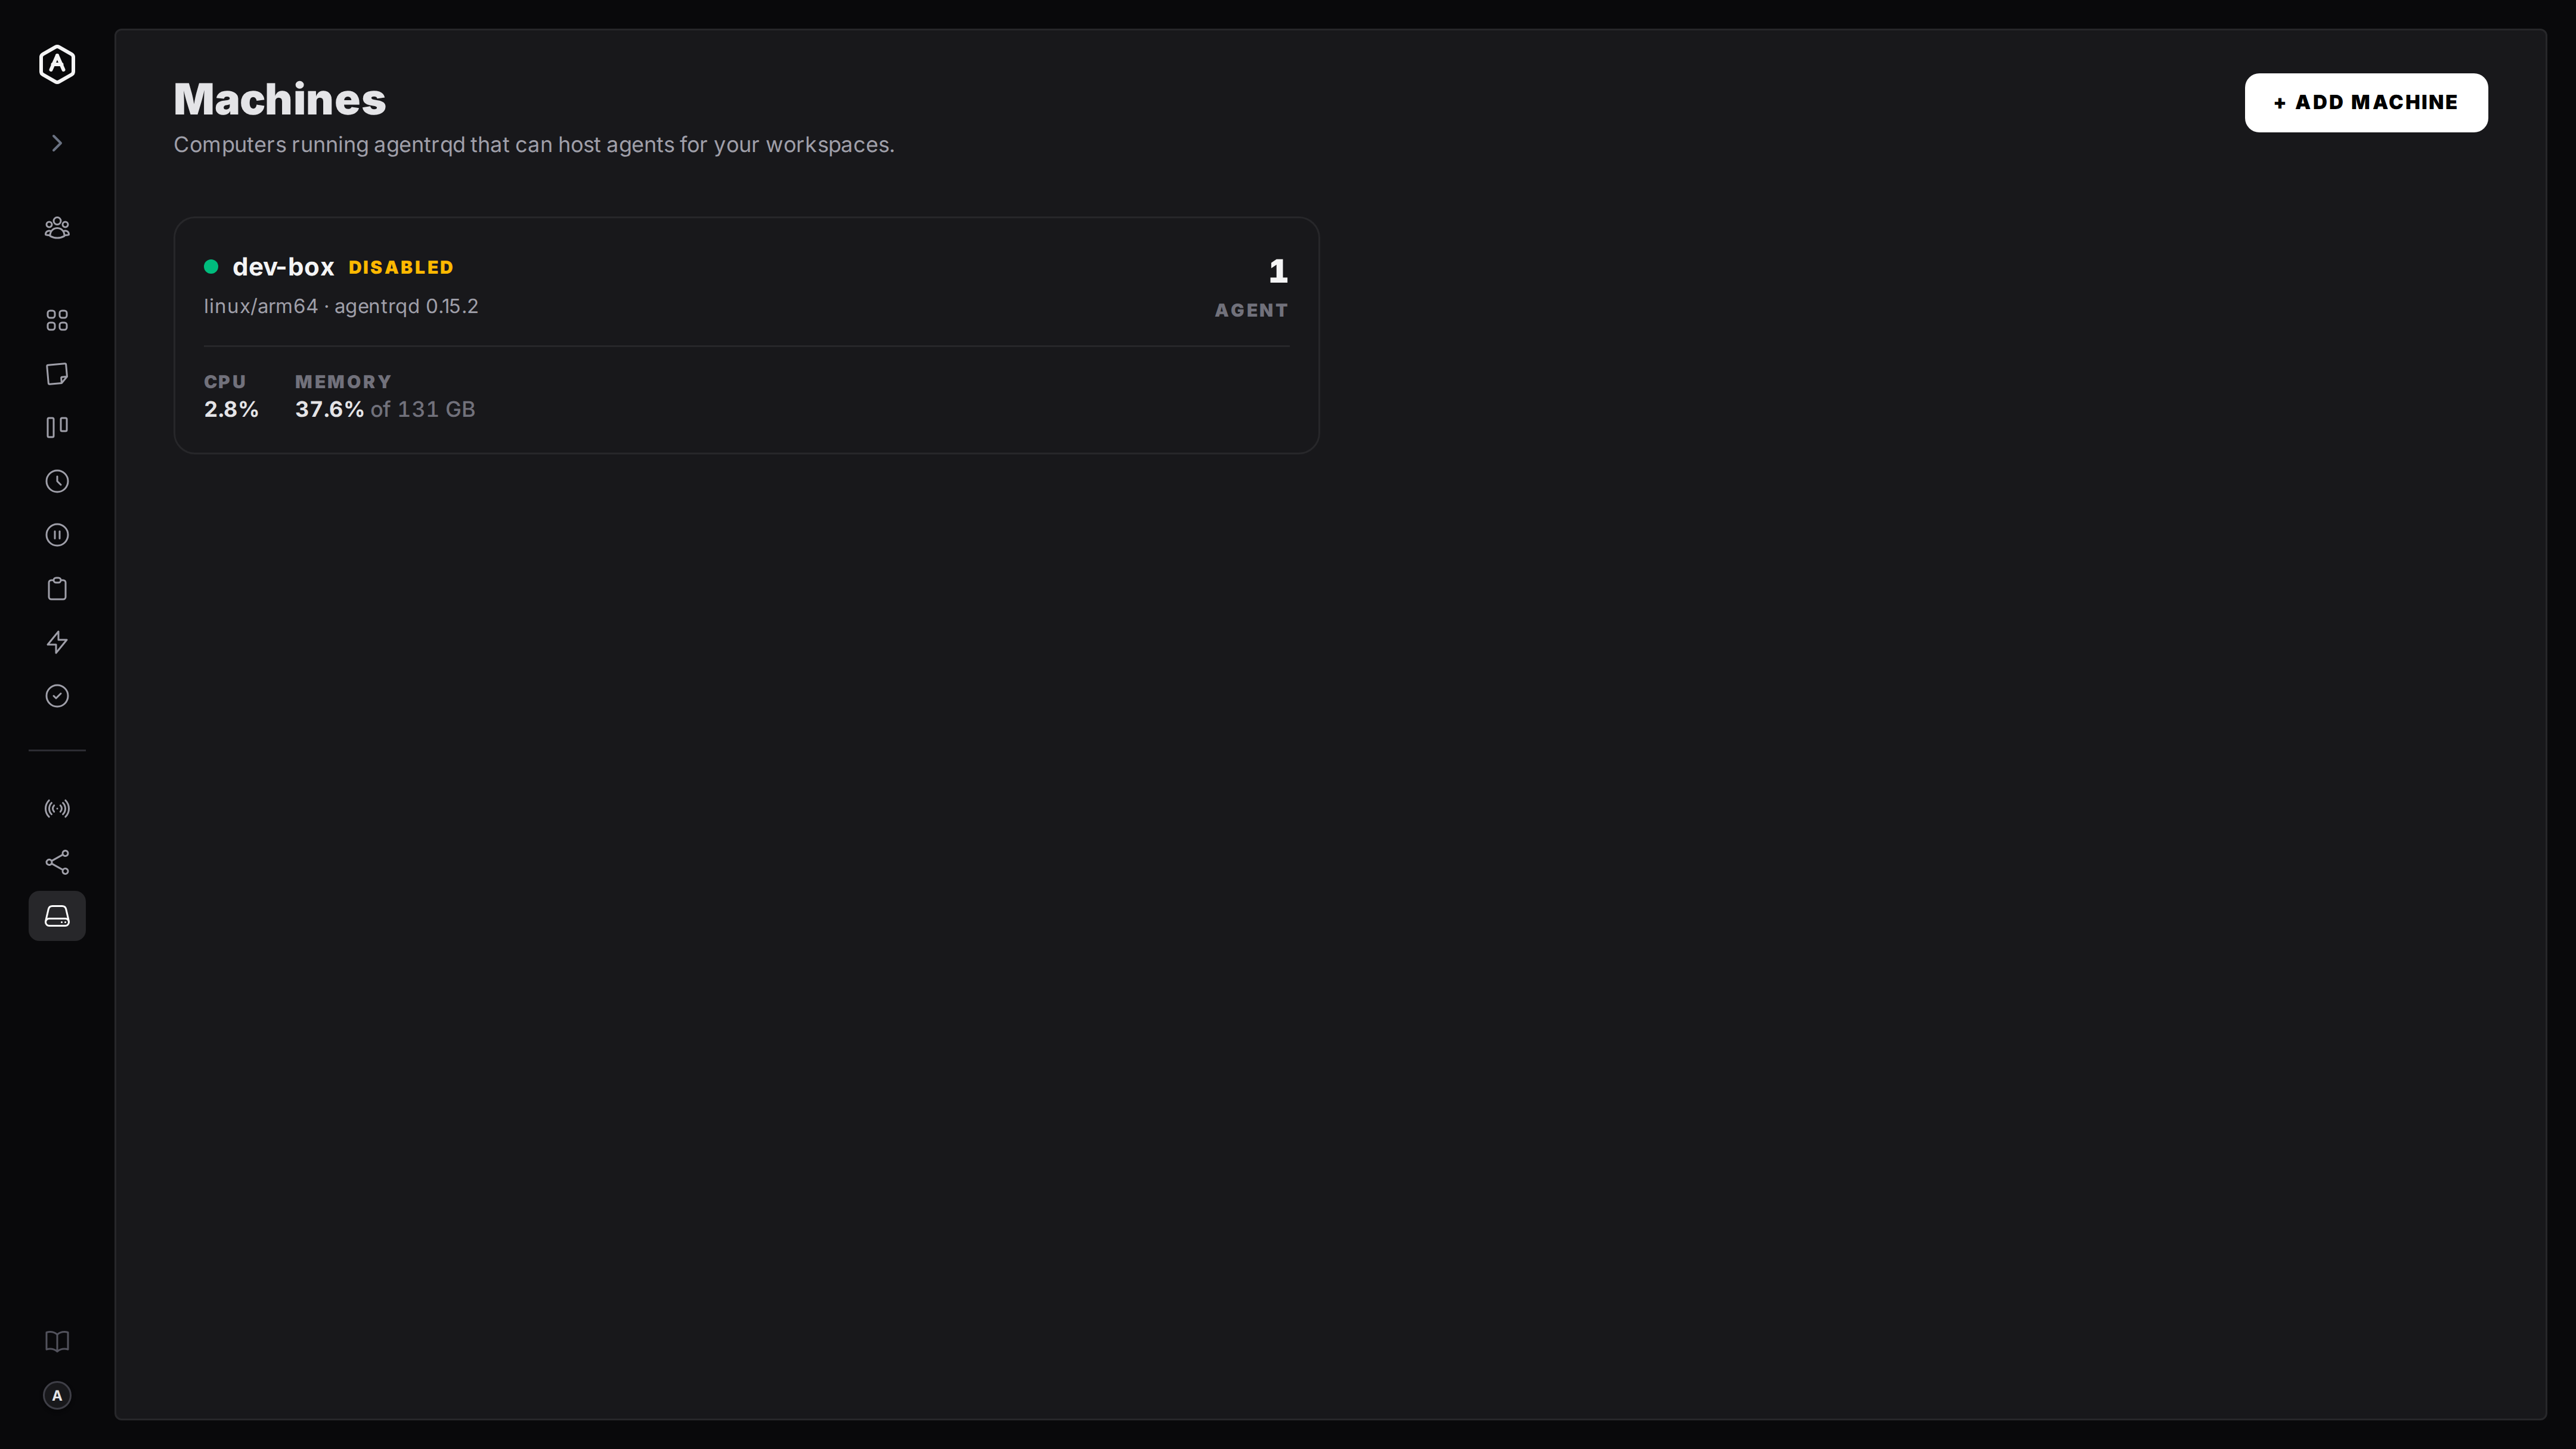 A
Machines
Computers running agentrqd that can host agents for your workspaces.
+ ADD MACHINE
dev-box DISABLED
linux/arm64 · agentrqd 0.15.2
1
AGENT
CPU
2.8%
MEMORY
37.6% of 131 GB
A